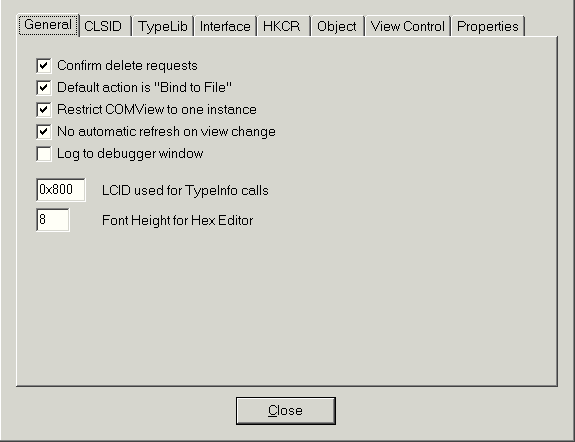 General CLSID TypeLib Interface HKCR Object View Control Properties
Confirm delete requests
Default action is "Bind to File"
Restrict COMView to one instance
No automatic refresh on view change
Log to debugger window
0x800 LCID used for TypeInfo calls
8 Font Height for Hex Editor
Close